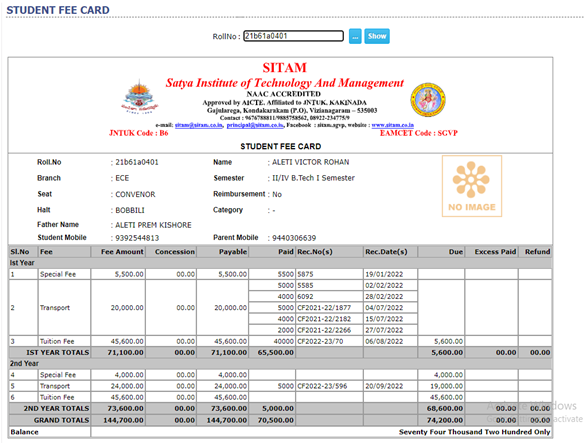 STUDENT FEE CARD
RollNo : 21b61a0401 ... Show
SITAM
Satya Institute of Technology And Management
NAAC ACCREDITED
Approved by AICTE, Affiliated to JNTUK, KAKINADA
Gajularega, Kondakarakam (P.O), Vizianagaram – 535003
Contact : 9676788811/9885758562, 08922-234775/9
e-mail: sitam@sitam.co.in, principal@sitam.co.in, Facebook : sitam.sgvp, website : www.sitam.co.in
JNTUK Code : B6 EAMCET Code : SGVP
STUDENT FEE CARD
Roll.No : 21b61a0401 Name : ALETI VICTOR ROHAN
Branch : ECE Semester : II/IV B.Tech I Semester
Seat : CONVENOR Reimbursement : No
Halt : BOBBILI Category : -
Father Name : ALETI PREM KISHORE
Student Mobile : 9392544813 Parent Mobile : 9440306639
NO IMAGE
Sl.No Fee Fee Amount Concession Payable Paid Rec.No(s) Rec.Date(s) Due Excess Paid Refund
Ist Year
1 Special Fee 5,500.00 00.00 5,500.00 5500 5875 19/01/2022
5000 5585 02/02/2022
4000 6092 28/02/2022
2 Transport 20,000.00 00.00 20,000.00 5000 CF2021-22/1877 04/07/2022
4000 CF2021-22/2182 15/07/2022
2000 CF2021-22/2266 27/07/2022
3 Tuition Fee 45,600.00 00.00 45,600.00 40000 CF2022-23/70 06/08/2022 5,600.00
IST YEAR TOTALS 71,100.00 00.00 71,100.00 65,500.00 5,600.00 00.00 00.00
2nd Year
4 Special Fee 4,000.00 00.00 4,000.00 4,000.00
5 Transport 24,000.00 00.00 24,000.00 5000 CF2022-23/596 20/09/2022 19,000.00
6 Tuition Fee 45,600.00 00.00 45,600.00 45,600.00
2ND YEAR TOTALS 73,600.00 00.00 73,600.00 5,000.00 68,600.00 00.00 00.00
GRAND TOTALS 144,700.00 00.00 144,700.00 70,500.00 74,200.00 00.00 00.00
Balance Seventy Four Thousand Two Hundred Only